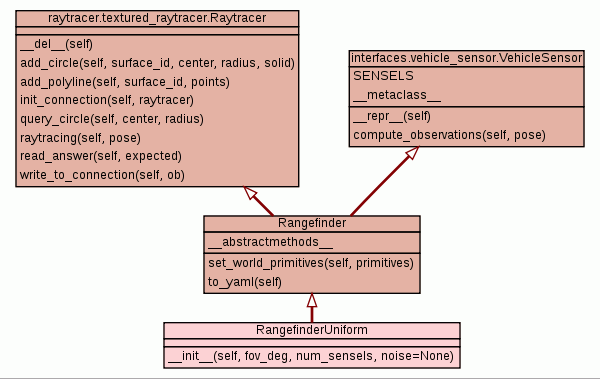 raytracer.textured_raytracer.Raytracer
__del__(self)
add_circle(self, surface_id, center, radius, solid)
add_polyline(self, surface_id, points)
init_connection(self, raytracer)
query_circle(self, center, radius)
raytracing(self, pose)
read_answer(self, expected)
write_to_connection(self, ob)
interfaces.vehicle_sensor.VehicleSensor
SENSELS
__metaclass__
__repr__(self)
compute_observations(self, pose)
Rangefinder
__abstractmethods__
set_world_primitives(self, primitives)
to_yaml(self)
RangefinderUniform
__init__(self, fov_deg, num_sensels, noise=None)